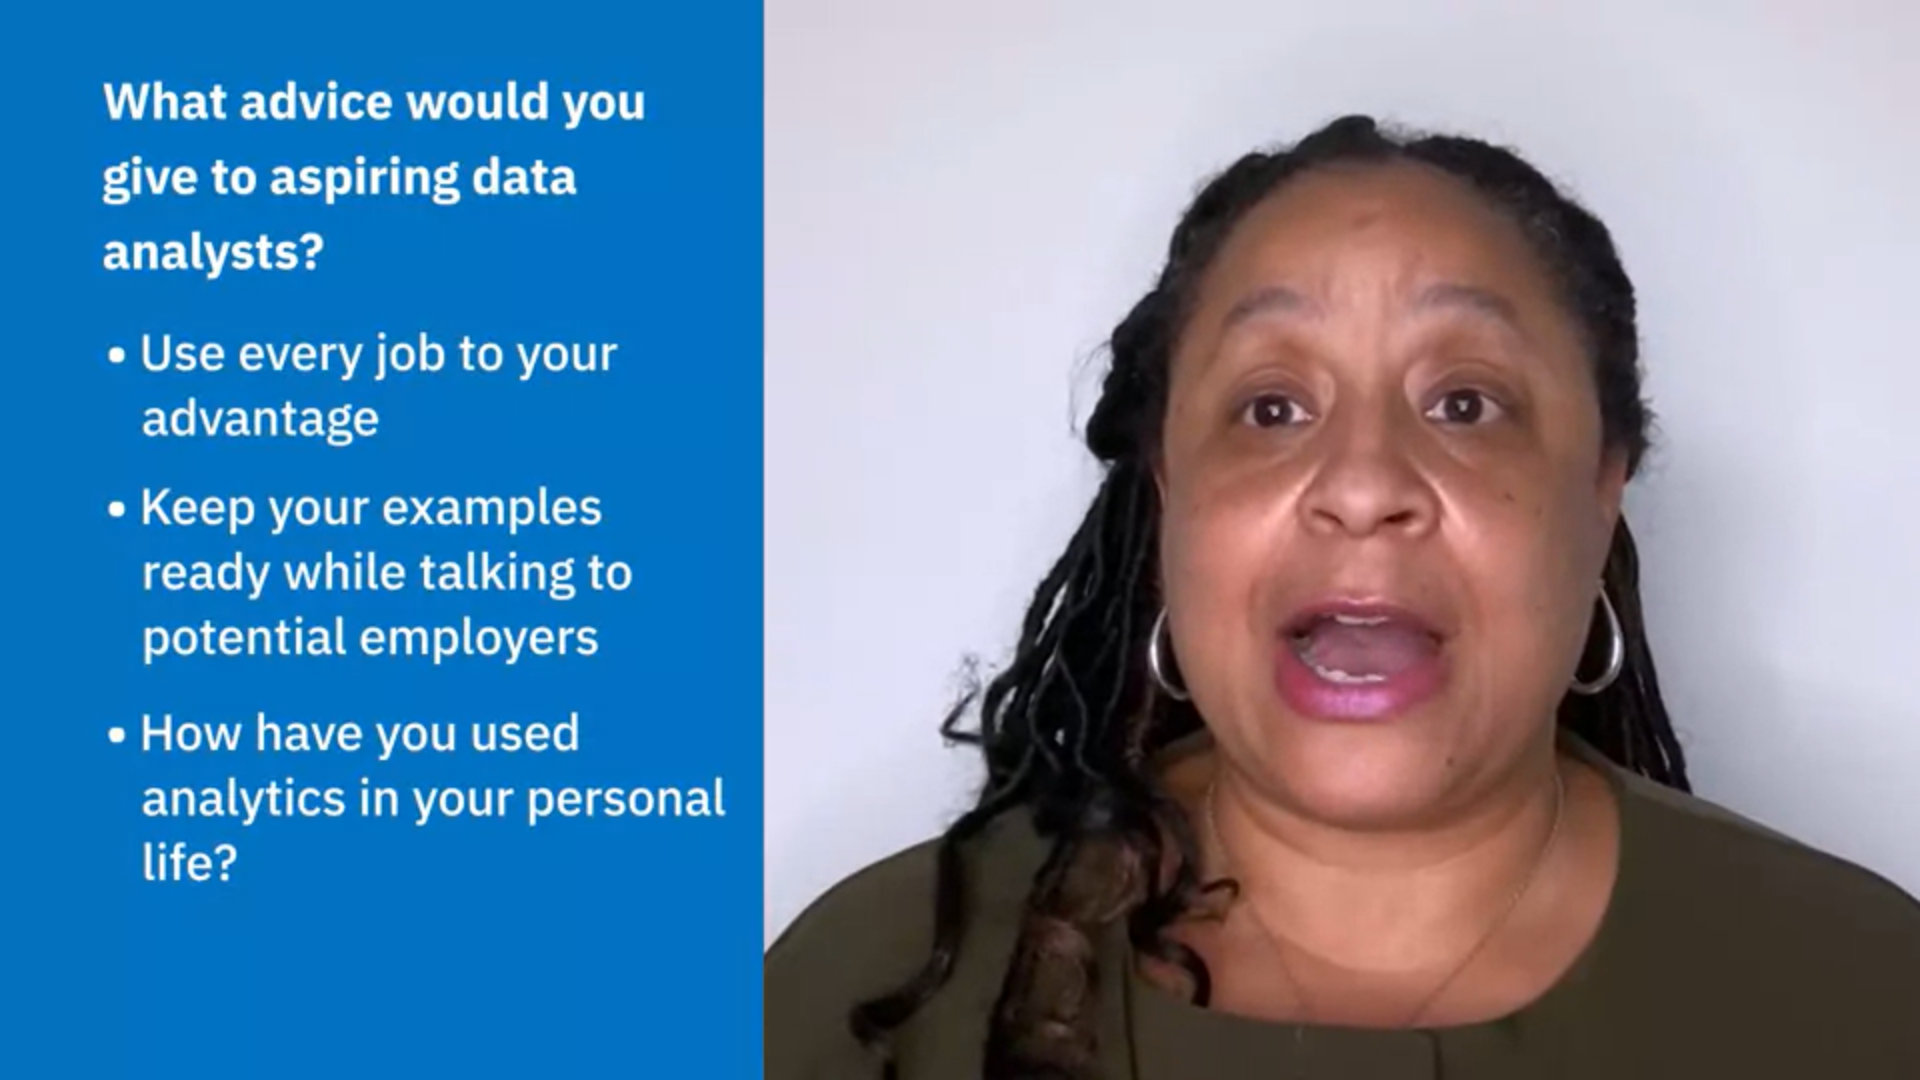 What advice would you
give to aspiring data
analysts?
• Use every job to your
advantage
• Keep your examples
ready while talking to
potential employers
• How have you used
analytics in your personal
life?